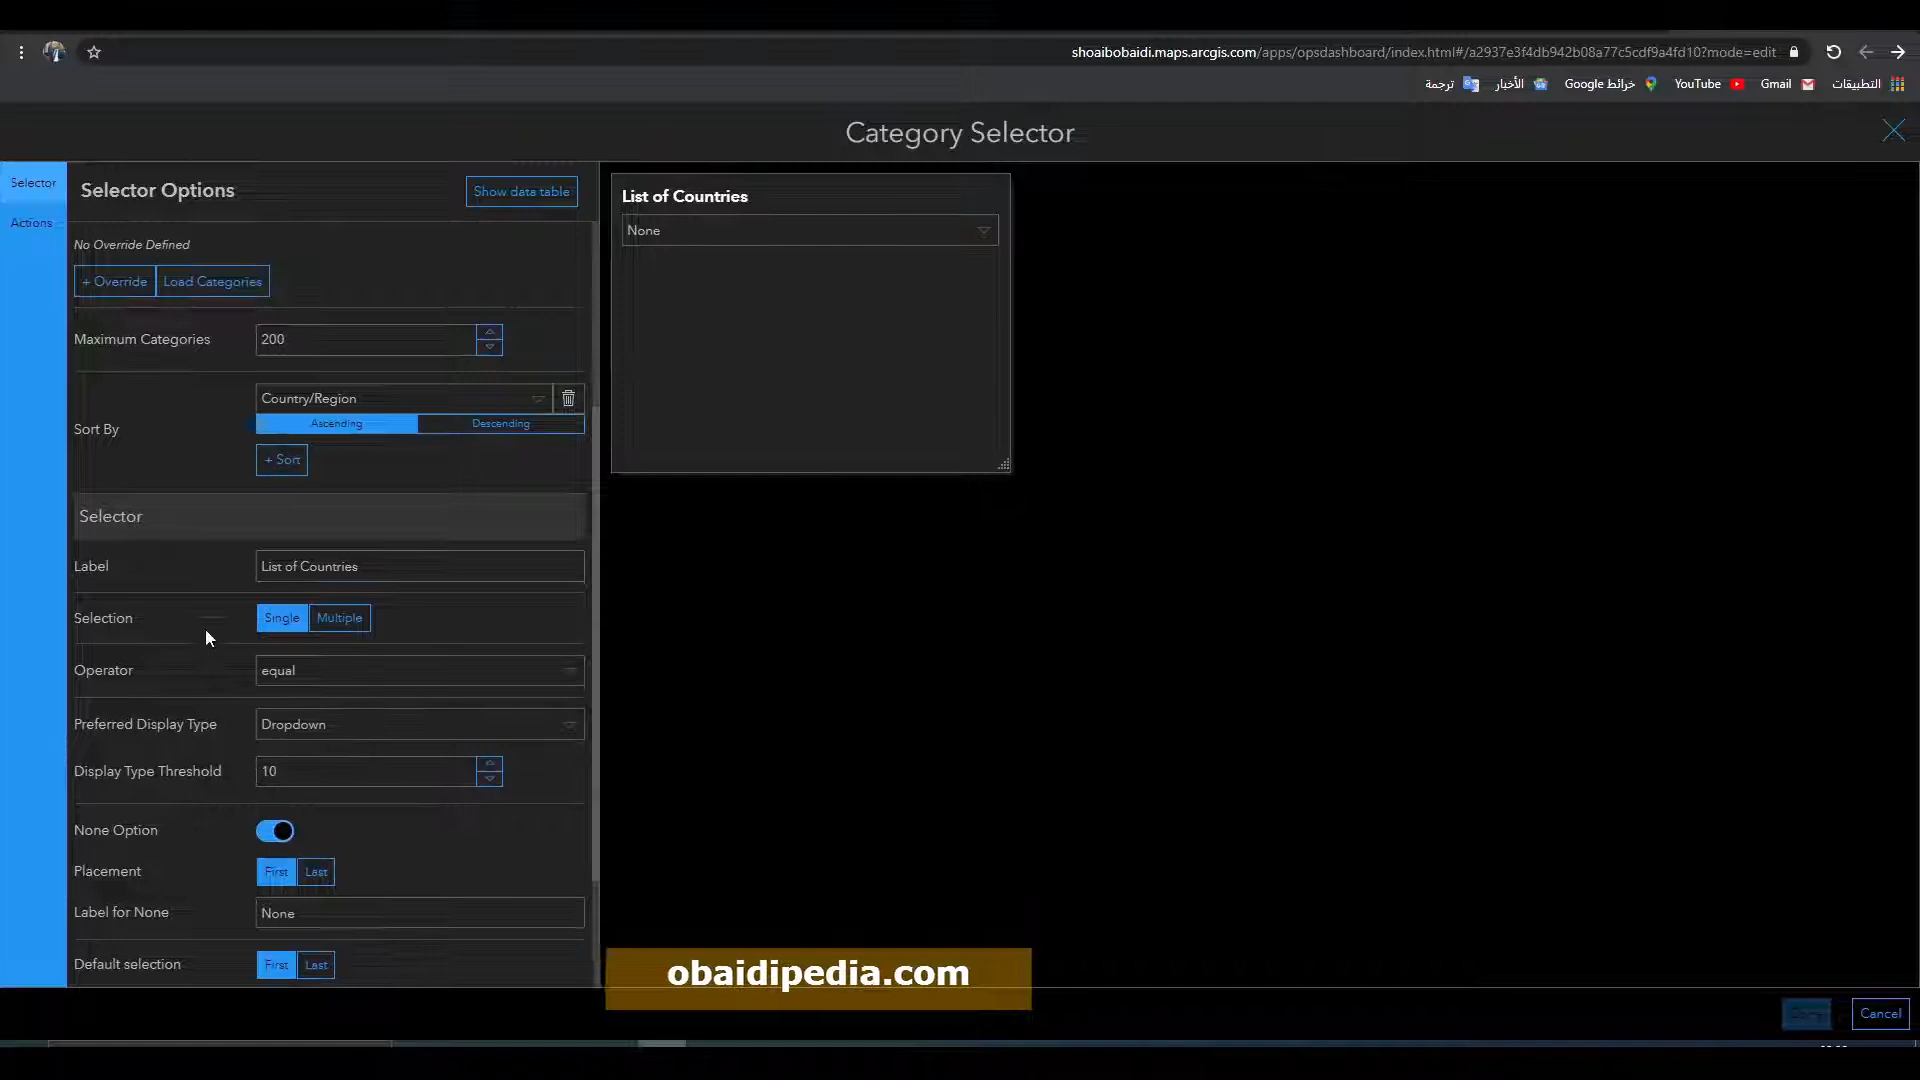 shoaibobaidi.maps.arcgis.com/apps/opsdashboard/index.html#/a2937e3f4db942b08a77c5cdf9a4fd10?mode=edit
التطبيقات Gmail YouTube خرائط Google الأخبار ترجمة
Category Selector
Selector
Actions
Selector Options
Show data table
No Override Defined
+ Override Load Categories
Maximum Categories 200
Sort By Country/Region
Ascending Descending
+ Sort
Selector
Label List of Countries
Selection Single Multiple
Operator equal
Preferred Display Type Dropdown
Display Type Threshold 10
None Option
Placement First Last
Label for None None
Default selection First Last
List of Countries
None
obaidipedia.com
Cancel